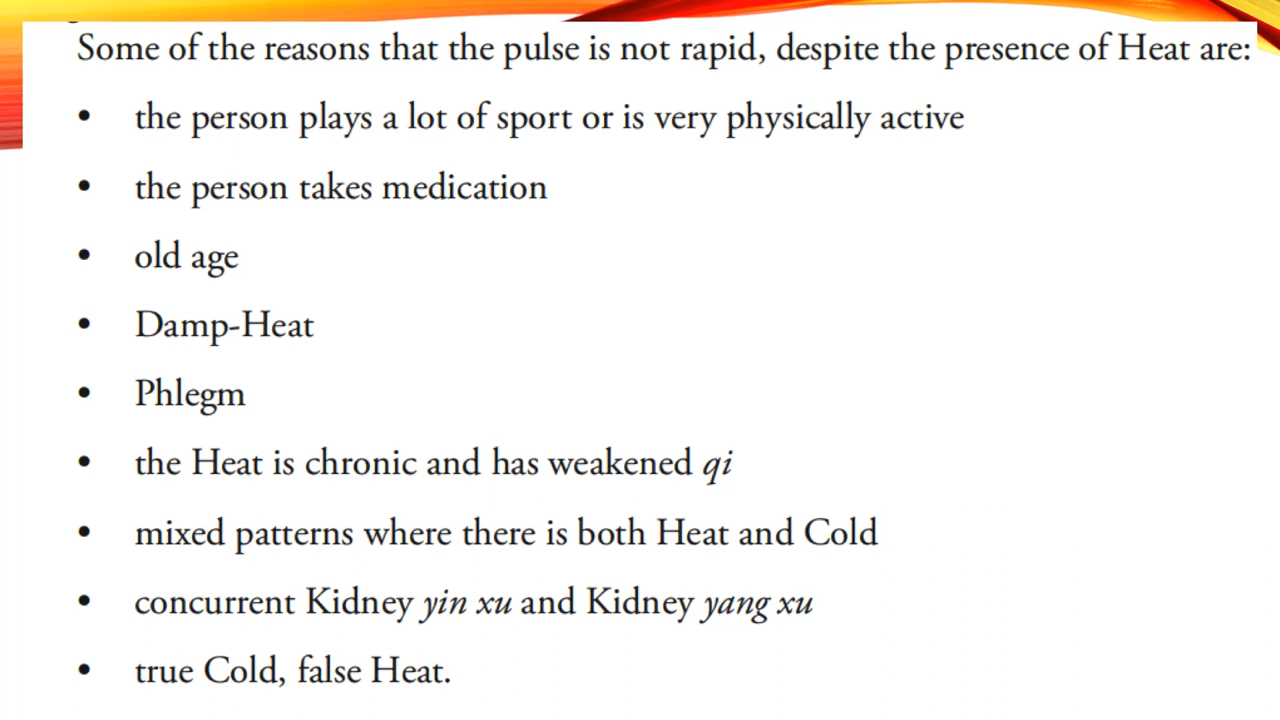 Some of the reasons that the pulse is not rapid, despite the presence of Heat are:
• the person plays a lot of sport or is very physically active
• the person takes medication
• old age
• Damp-Heat
• Phlegm
• the Heat is chronic and has weakened qi
• mixed patterns where there is both Heat and Cold
• concurrent Kidney yin xu and Kidney yang xu
• true Cold, false Heat.